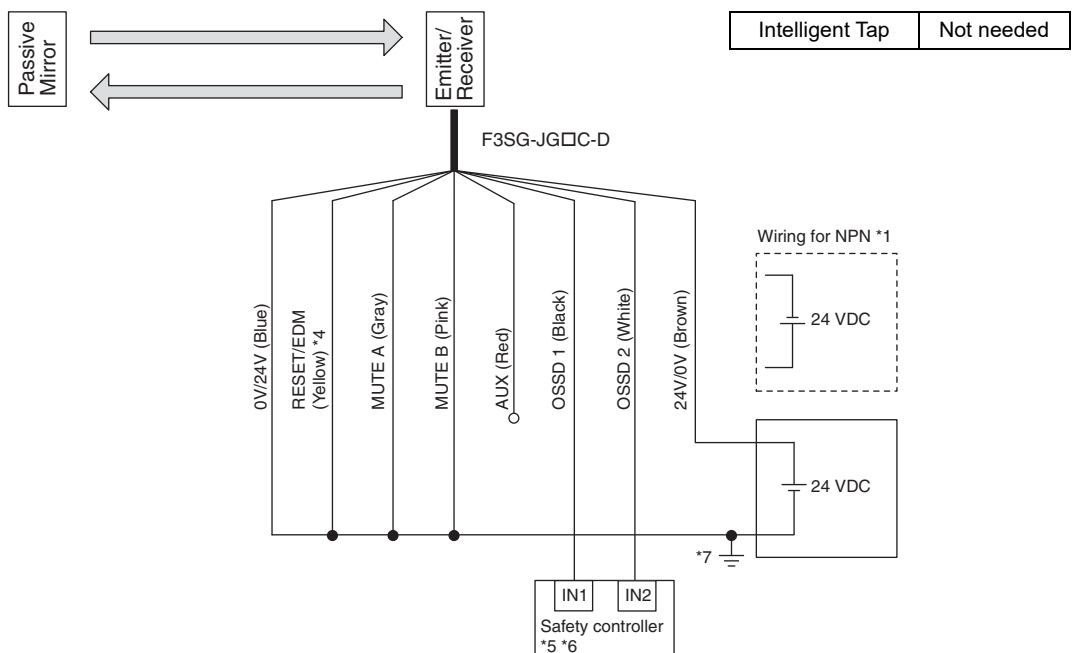 Passive
Mirror
Emitter/
Receiver
Intelligent Tap
Not needed
F3SG-JG□C-D
0V/24V (Blue)
RESET/EDM
(Yellow) *4
MUTE A (Gray)
MUTE B (Pink)
AUX (Red)
OSSD 1 (Black)
OSSD 2 (White)
24V/0V (Brown)
Wiring for NPN *1
24 VDC
24 VDC
*7
IN1
IN2
Safety controller
*5 *6